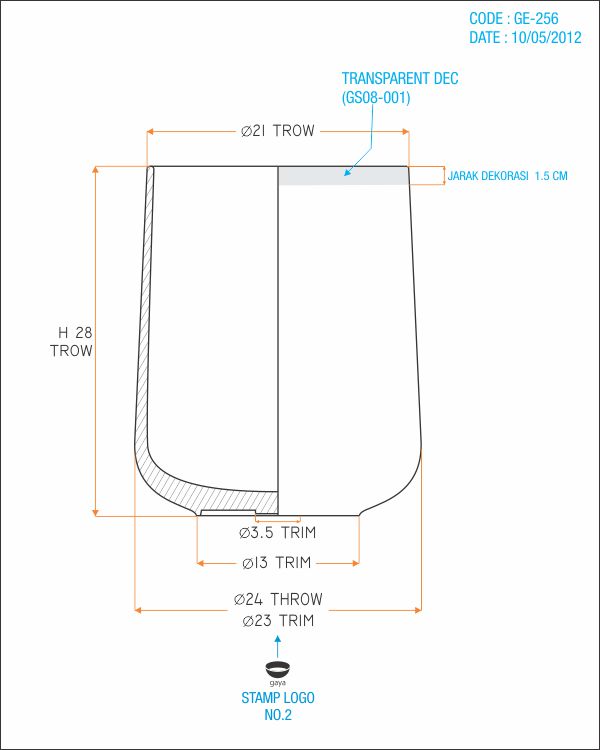 CODE : GE-256
DATE : 10/05/2012
TRANSPARENT DEC
(GS08-001)
Ø21 TROW
JARAK DEKORASI 1.5 CM
H 28
TROW
Ø3.5 TRIM
Ø13 TRIM
Ø24 THROW
Ø23 TRIM
gaya
STAMP LOGO
NO.2